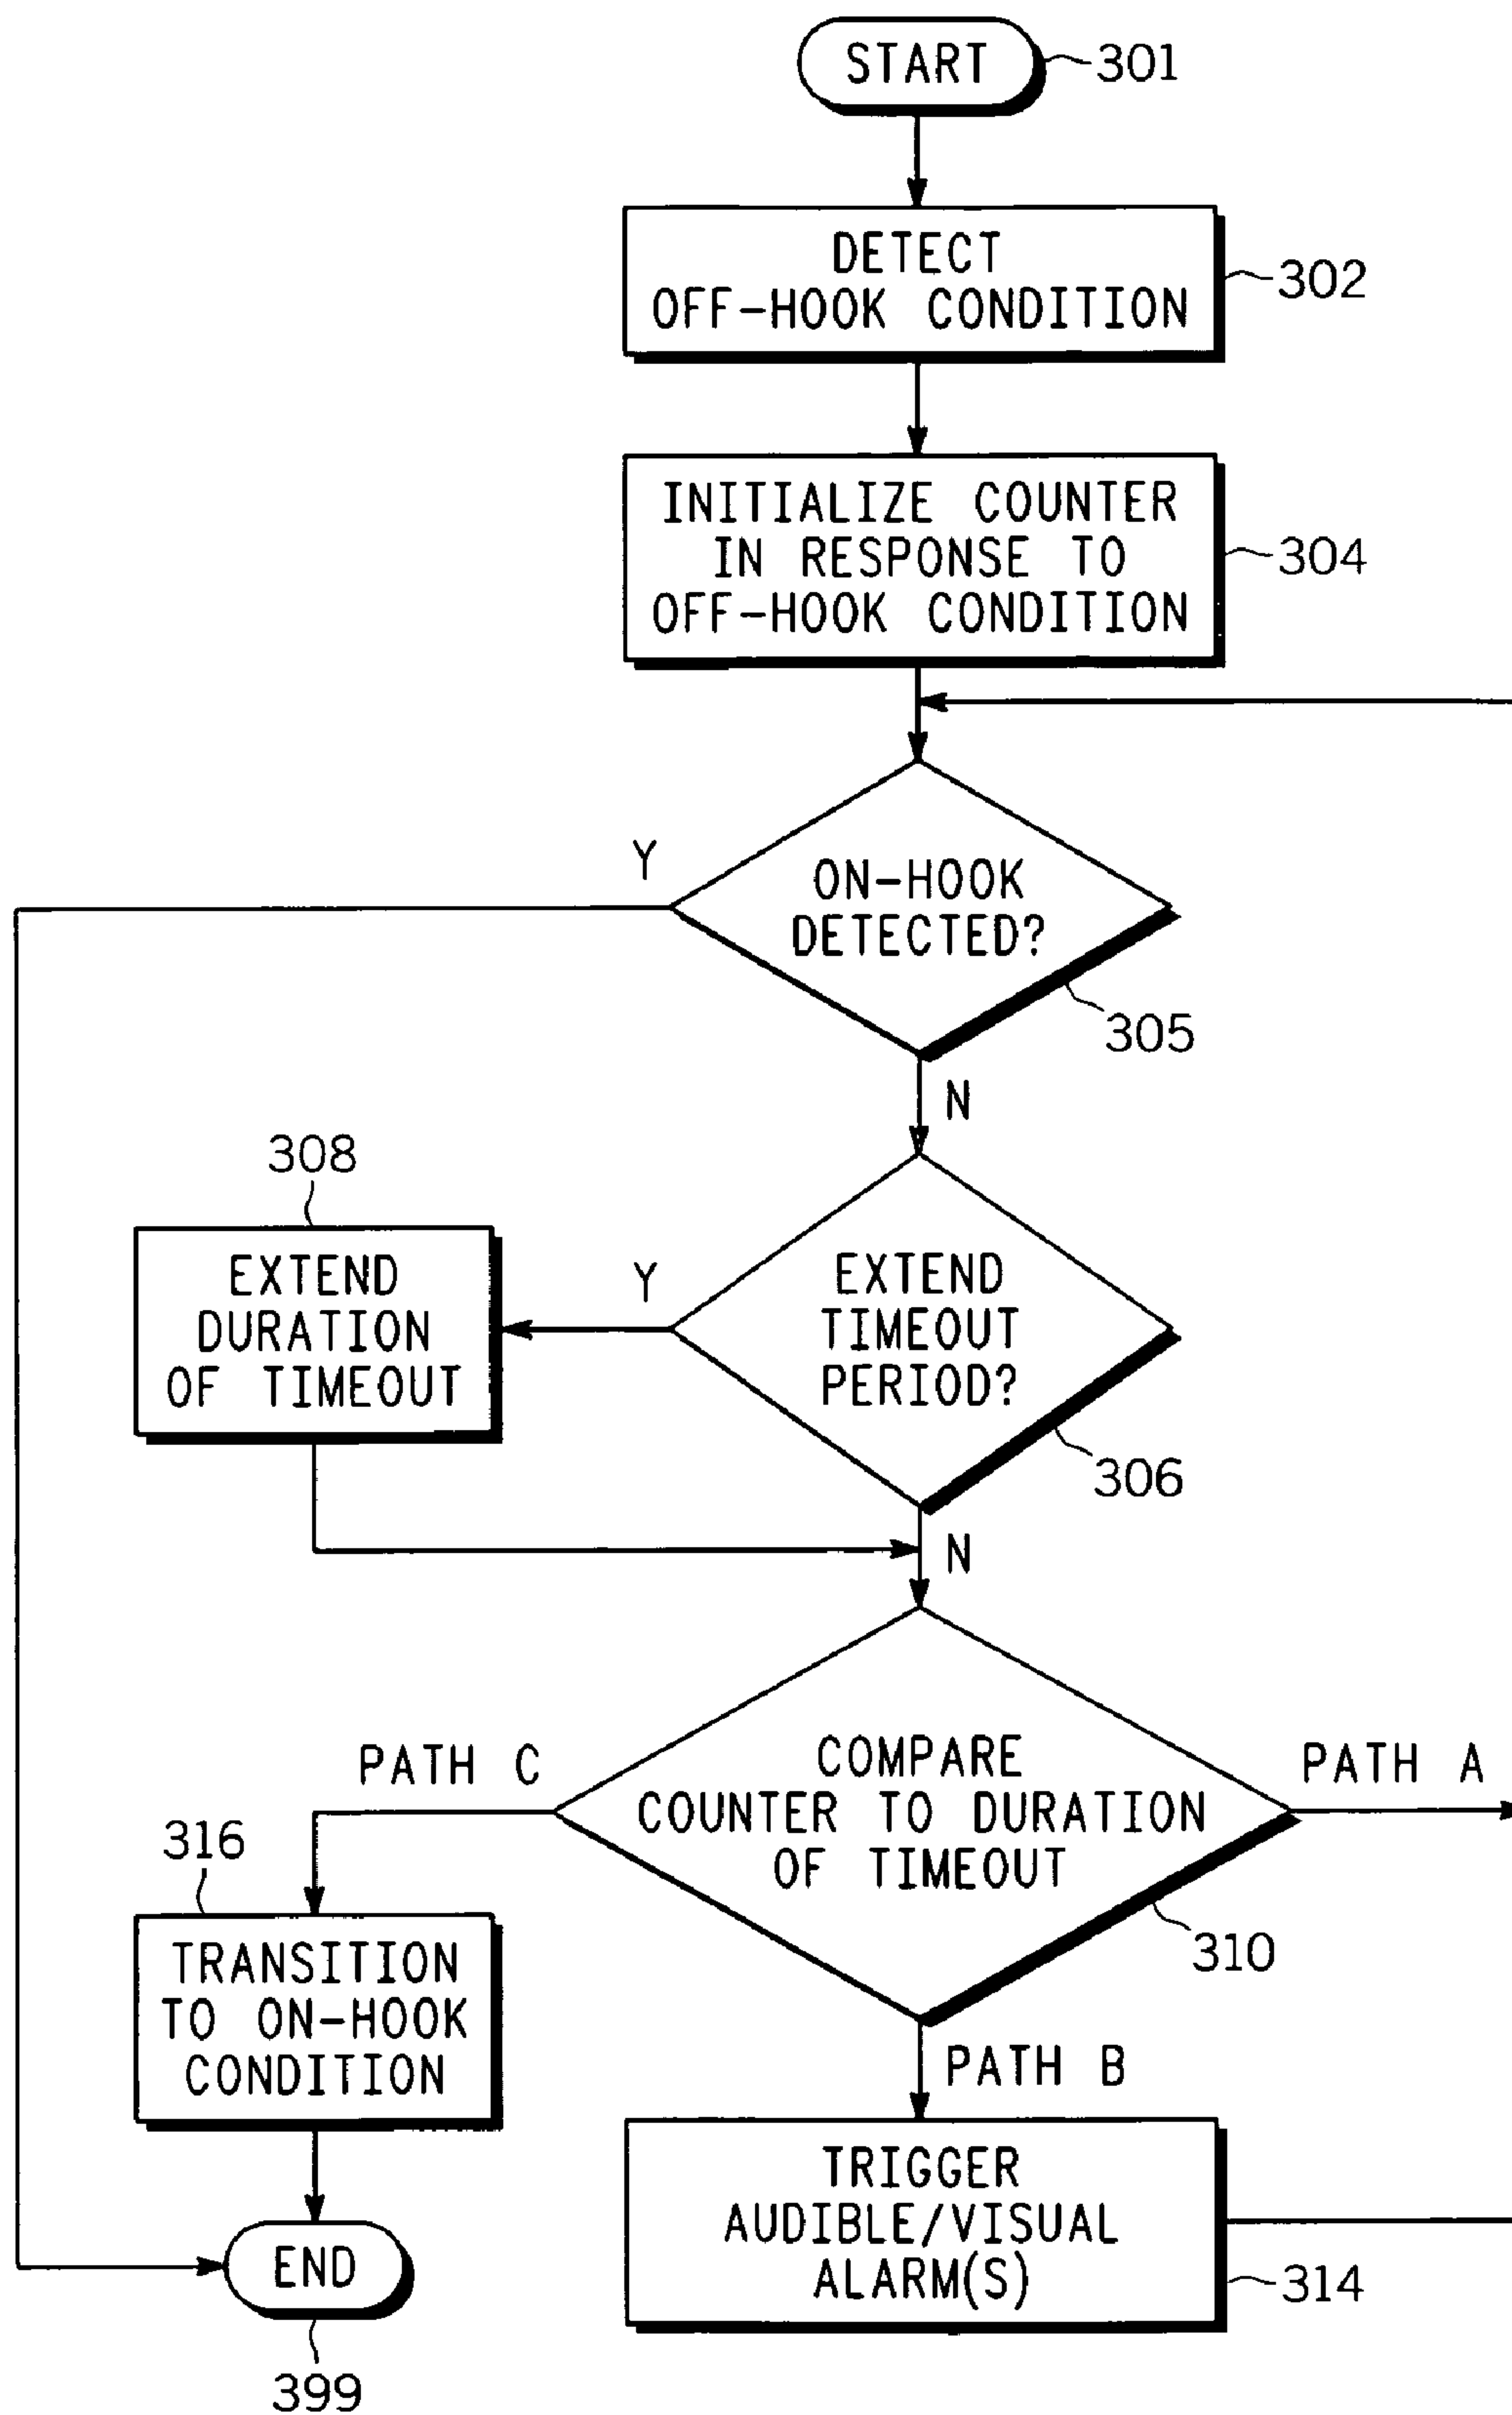 START
301
DETECT
OFF-HOOK CONDITION
302
INITIALIZE COUNTER
IN RESPONSE TO
OFF-HOOK CONDITION
304
Y
ON-HOOK
DETECTED?
305
N
308
EXTEND
DURATION
OF TIMEOUT
Y
EXTEND
TIMEOUT
PERIOD?
306
N
PATH C
COMPARE
COUNTER TO DURATION
OF TIMEOUT
PATH A
310
316
TRANSITION
TO ON-HOOK
CONDITION
PATH B
TRIGGER
AUDIBLE/VISUAL
ALARM(S)
314
END
399